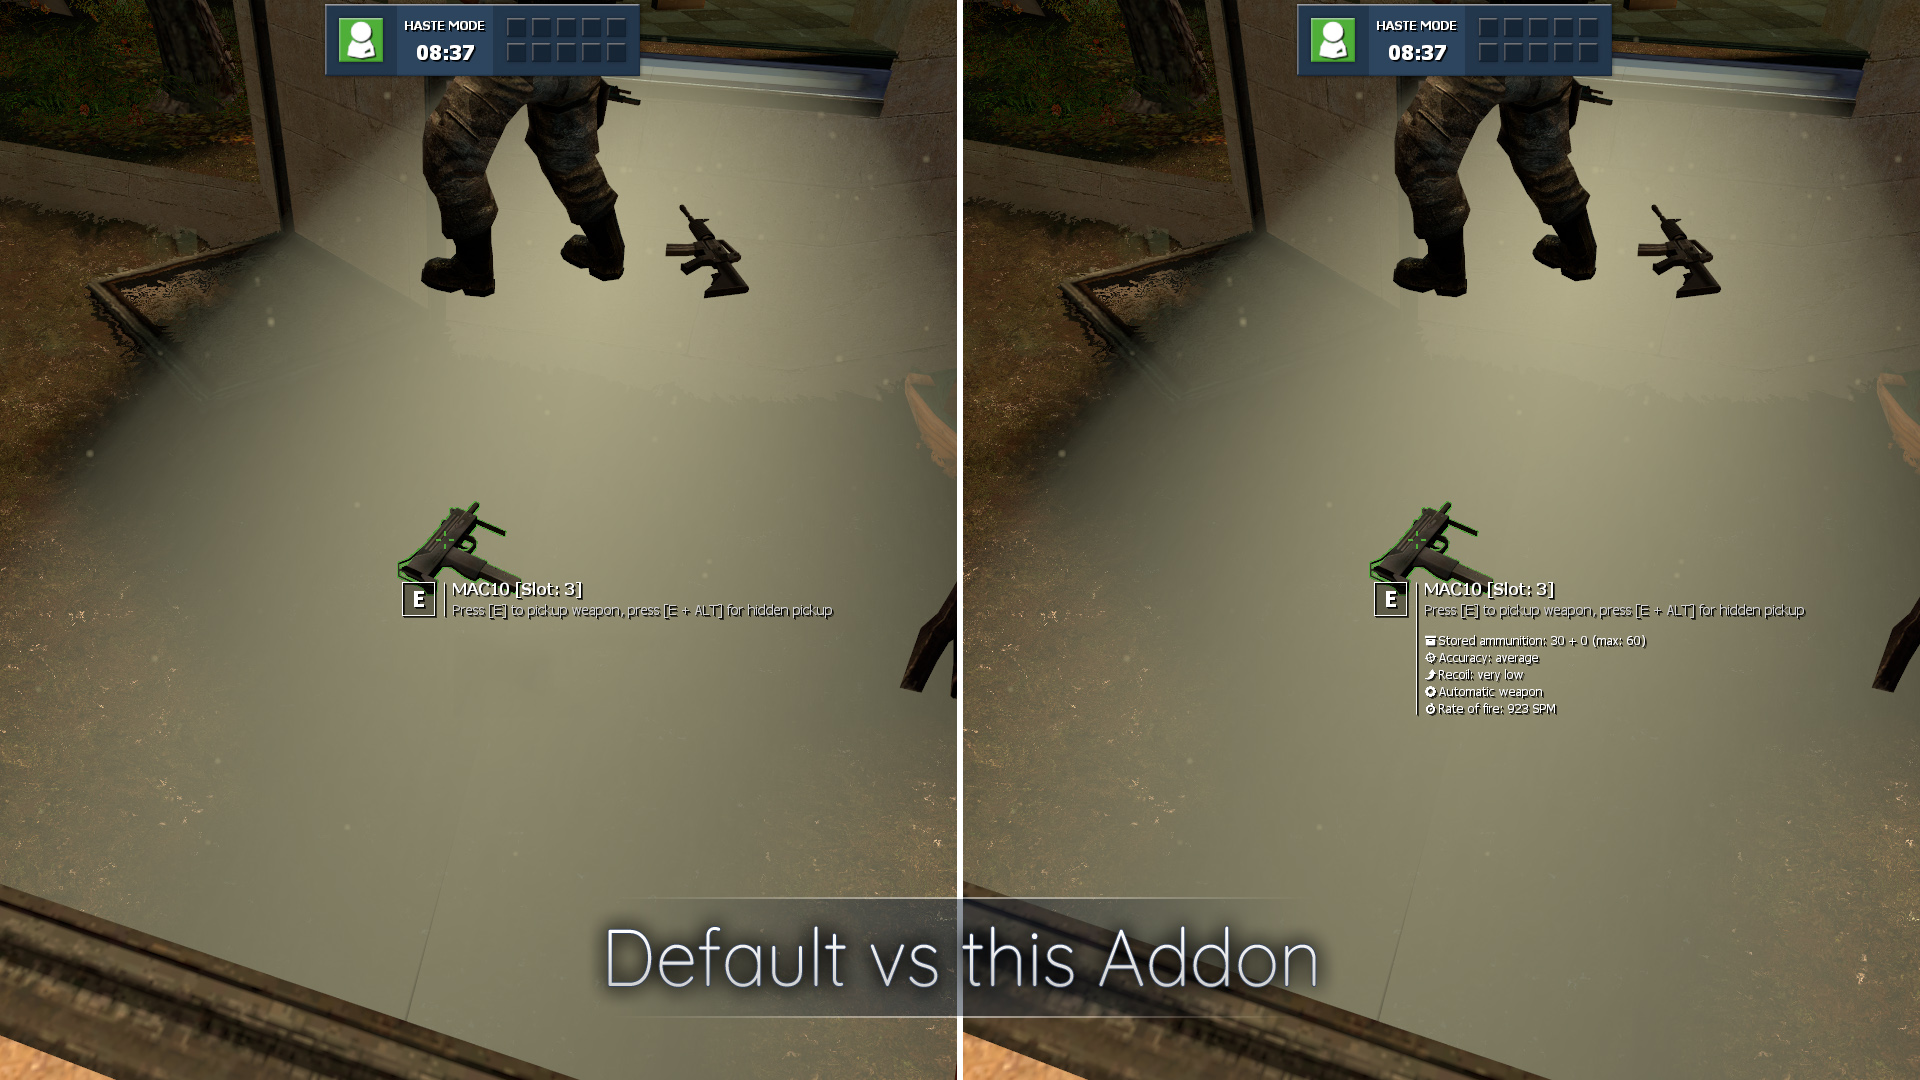 HASTE MODE
08:37
E
MAC10 [Slot: 3]
Press [E] to pickup weapon, press [E + ALT] for hidden pickup
HASTE MODE
08:37
E
MAC10 [Slot: 3]
Press [E] to pickup weapon, press [E + ALT] for hidden pickup
Stored ammunition: 30 + 0 (max: 60)
Accuracy: average
Recoil: very low
Automatic weapon
Rate of fire: 923 SPM
Default vs this Addon